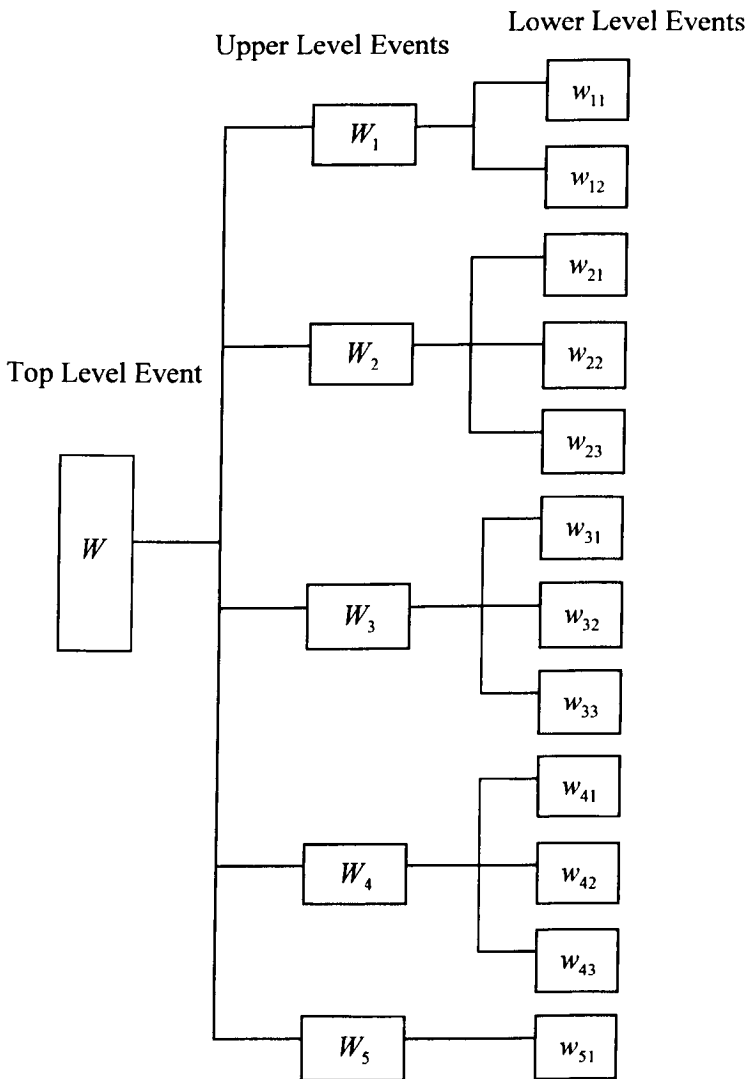 Lower Level Events
Upper Level Events
Top Level Event
W
W₁
w₁₁
w₁₂
W₂
w₂₁
w₂₂
w₂₃
W₃
w₃₁
w₃₂
w₃₃
W₄
w₄₁
w₄₂
w₄₃
W₅
w₅₁